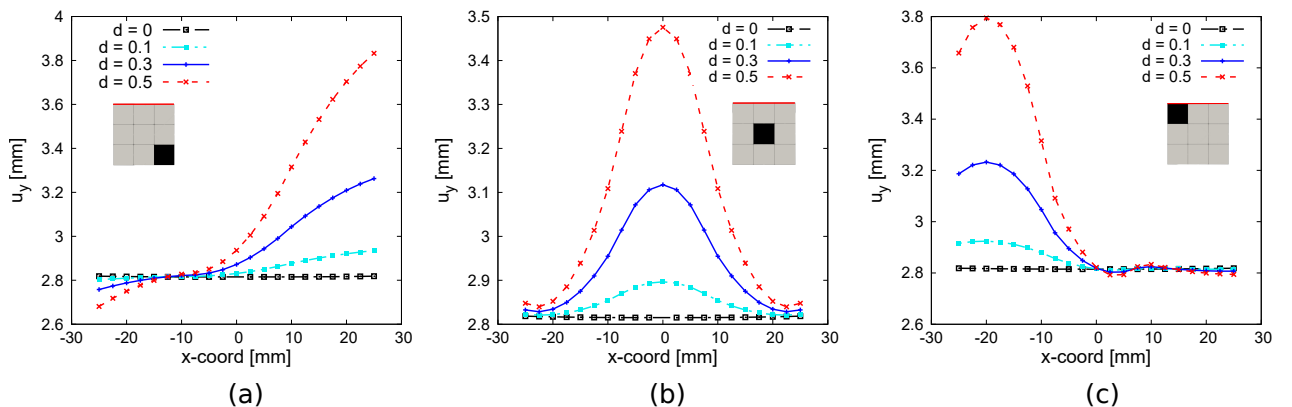 4
3.8
3.6
3.4
3.2
3
2.8
2.6
-30
-20
-10
0
10
20
30
u_y [mm]
x-coord [mm]
d = 0
d = 0.1
d = 0.3
d = 0.5
(a)
3.5
3.4
3.3
3.2
3.1
3
2.9
2.8
-30
-20
-10
0
10
20
30
u_y [mm]
x-coord [mm]
d = 0
d = 0.1
d = 0.3
d = 0.5
(b)
3.8
3.6
3.4
3.2
3
2.8
2.6
-30
-20
-10
0
10
20
30
u_y [mm]
x-coord [mm]
d = 0
d = 0.1
d = 0.3
d = 0.5
(c)